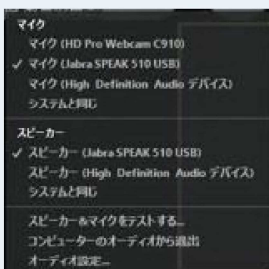 マイク
マイク (HD Pro Webcam C910)
✓ マイク (Jabra SPEAK 510 USB)
マイク (High Definition Audio デバイス)
システムと同じ
スピーカー
✓ スピーカー (Jabra SPEAK 510 USB)
スピーカー (High Definition Audio デバイス)
システムと同じ
スピーカー&マイクをテストする...
コンピューターのオーディオから退出
オーディオ設定...